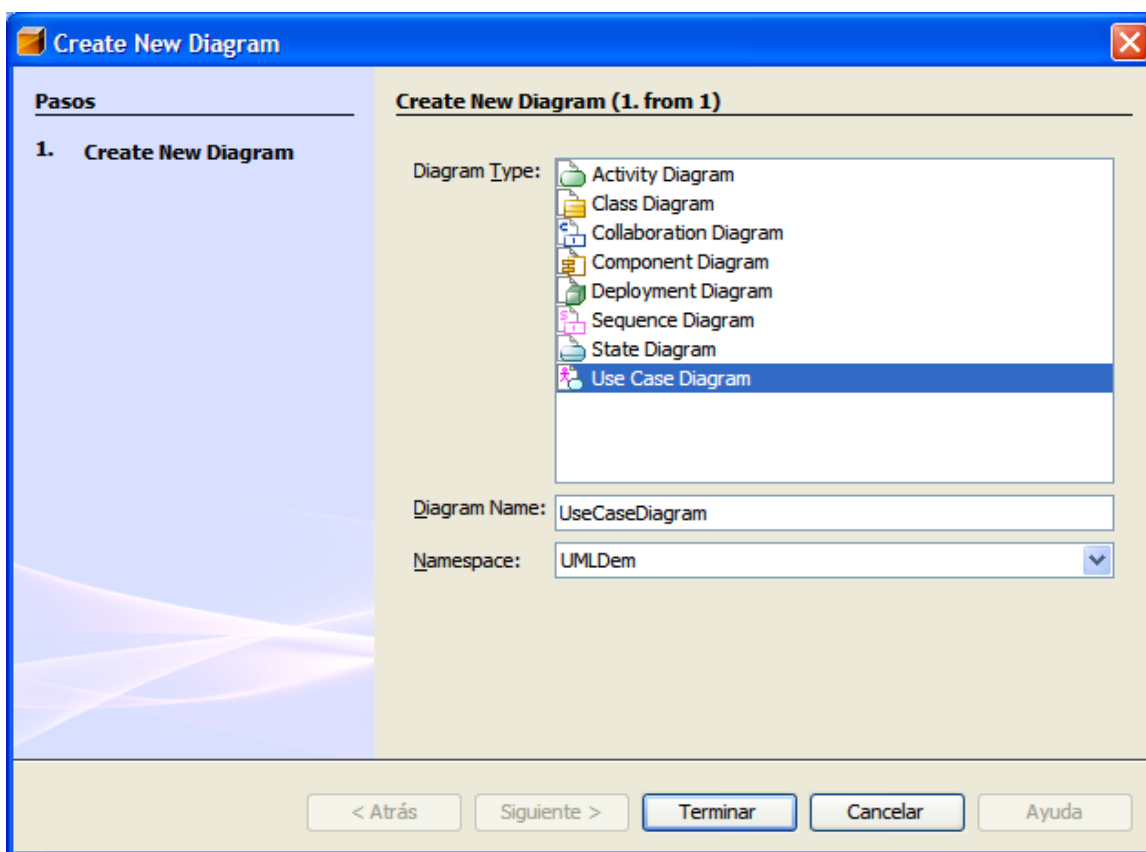 Create New Diagram
Pasos
1. Create New Diagram
Create New Diagram (1. from 1)
Diagram Type:
Activity Diagram
Class Diagram
Collaboration Diagram
Component Diagram
Deployment Diagram
Sequence Diagram
State Diagram
Use Case Diagram
Diagram Name: UseCaseDiagram
Namespace: UMLDem
< Atrás Siguiente > Terminar Cancelar Ayuda